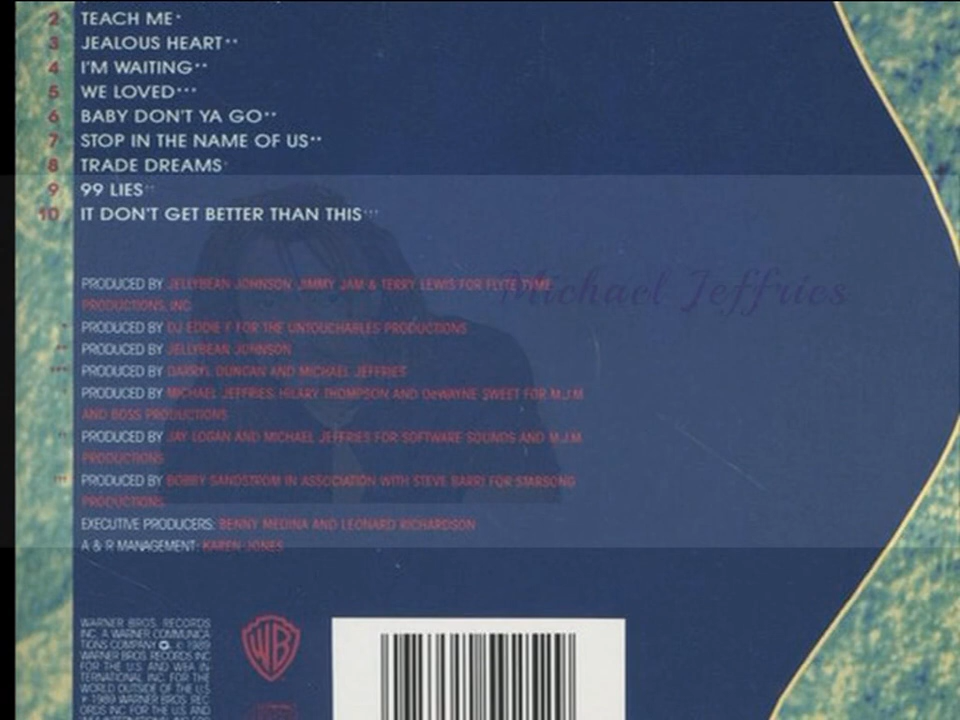 2 TEACH ME*
3 JEALOUS HEART**
4 I'M WAITING**
5 WE LOVED***
6 BABY DON'T YA GO**
7 STOP IN THE NAME OF US**
8 TRADE DREAMS†
9 99 LIES††
10 IT DON'T GET BETTER THAN THIS†††
Michael Jeffries
PRODUCED BY JELLYBEAN JOHNSON, JIMMY JAM & TERRY LEWIS FOR FLYTE TYME
PRODUCTIONS, INC.
* PRODUCED BY DJ EDDIE F FOR THE UNTOUCHABLES PRODUCTIONS
** PRODUCED BY JELLYBEAN JOHNSON
*** PRODUCED BY DARRYL DUNCAN AND MICHAEL JEFFRIES
† PRODUCED BY MICHAEL JEFFRIES, HILARY THOMPSON AND DeWAYNE SWEET FOR M.J.M.
AND BOSS PRODUCTIONS
†† PRODUCED BY JAY LOGAN AND MICHAEL JEFFRIES FOR SOFTWARE SOUNDS AND M.J.M.
PRODUCTIONS
††† PRODUCED BY BOBBY SANDSTROM IN ASSOCIATION WITH STEVE BARRI FOR STARSONG
PRODUCTIONS
EXECUTIVE PRODUCERS: BENNY MEDINA AND LEONARD RICHARDSON
A & R MANAGEMENT: KAREN JONES
WARNER BROS. RECORDS
INC., A WARNER COMMUNICA-
TIONS COMPANY © 1989
WARNER BROS. RECORDS INC.
FOR THE U.S. AND WEA IN-
TERNATIONAL INC. FOR THE
WORLD OUTSIDE OF THE U.S.
℗ 1989 WARNER BROS. REC-
ORDS INC. FOR THE U.S. AND
WB